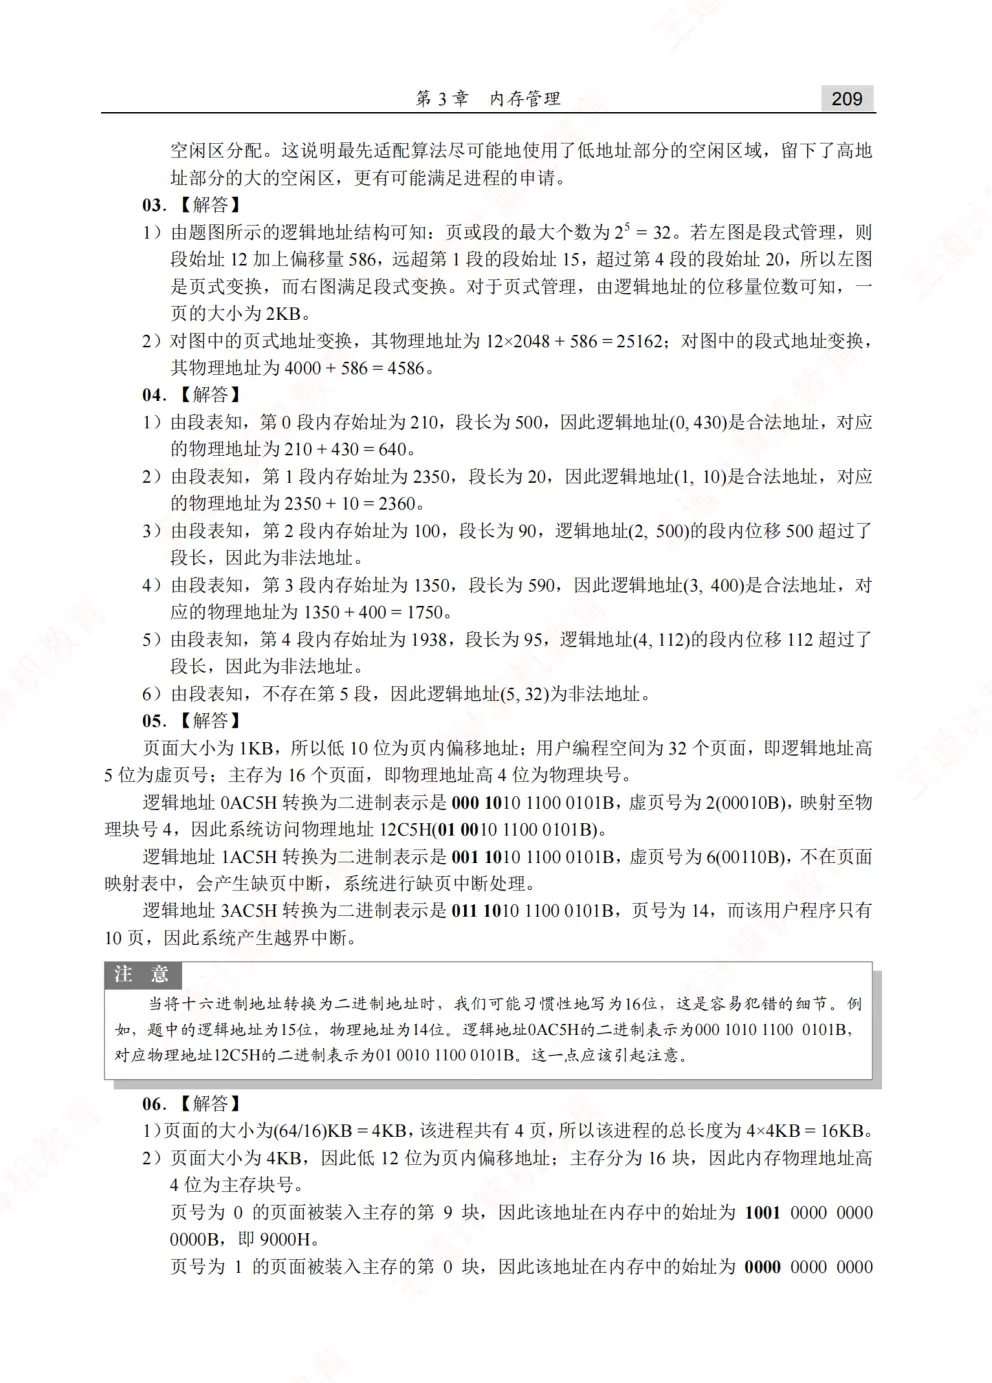 第 3 章 内存管理 209
空闲区分配。这说明最先适配算法尽可能地使用了低地址部分的空闲区域，留下了高地
址部分的大的空闲区，更有可能满足进程的申请。
03．【解答】
1）由题图所示的逻辑地址结构可知：页或段的最大个数为 2⁵ = 32。若左图是段式管理，则
段始址 12 加上偏移量 586，远超第 1 段的段始址 15，超过第 4 段的段始址 20，所以左图
是页式变换，而右图满足段式变换。对于页式管理，由逻辑地址的位移量位数可知，一
页的大小为 2KB。
2）对图中的页式地址变换，其物理地址为 12×2048 + 586 = 25162；对图中的段式地址变换，
其物理地址为 4000 + 586 = 4586。
04．【解答】
1）由段表知，第 0 段内存始址为 210，段长为 500，因此逻辑地址(0, 430)是合法地址，对应
的物理地址为 210 + 430 = 640。
2）由段表知，第 1 段内存始址为 2350，段长为 20，因此逻辑地址(1, 10)是合法地址，对应
的物理地址为 2350 + 10 = 2360。
3）由段表知，第 2 段内存始址为 100，段长为 90，逻辑地址(2, 500)的段内位移 500 超过了
段长，因此为非法地址。
4）由段表知，第 3 段内存始址为 1350，段长为 590，因此逻辑地址(3, 400)是合法地址，对
应的物理地址为 1350 + 400 = 1750。
5）由段表知，第 4 段内存始址为 1938，段长为 95，逻辑地址(4, 112)的段内位移 112 超过了
段长，因此为非法地址。
6）由段表知，不存在第 5 段，因此逻辑地址(5, 32)为非法地址。
05．【解答】
页面大小为 1KB，所以低 10 位为页内偏移地址；用户编程空间为 32 个页面，即逻辑地址高
5 位为虚页号；主存为 16 个页面，即物理地址高 4 位为物理块号。
逻辑地址 0AC5H 转换为二进制表示是 000 1010 1100 0101B，虚页号为 2(00010B)，映射至物
理块号 4，因此系统访问物理地址 12C5H(01 0010 1100 0101B)。
逻辑地址 1AC5H 转换为二进制表示是 001 1010 1100 0101B，虚页号为 6(00110B)，不在页面
映射表中，会产生缺页中断，系统进行缺页中断处理。
逻辑地址 3AC5H 转换为二进制表示是 011 1010 1100 0101B，页号为 14，而该用户程序只有
10 页，因此系统产生越界中断。
注 意
当将十六进制地址转换为二进制地址时，我们可能习惯性地写为16位，这是容易犯错的细节。例
如，题中的逻辑地址为15位，物理地址为14位。逻辑地址0AC5H的二进制表示为000 1010 1100 0101B，
对应物理地址12C5H的二进制表示为01 0010 1100 0101B。这一点应该引起注意。
06．【解答】
1）页面的大小为(64/16)KB = 4KB，该进程共有 4 页，所以该进程的总长度为 4×4KB = 16KB。
2）页面大小为 4KB，因此低 12 位为页内偏移地址；主存分为 16 块，因此内存物理地址高
4 位为主存块号。
页号为 0 的页面被装入主存的第 9 块，因此该地址在内存中的始址为 1001 0000 0000
0000B，即 9000H。
页号为 1 的页面被装入主存的第 0 块，因此该地址在内存中的始址为 0000 0000 0000